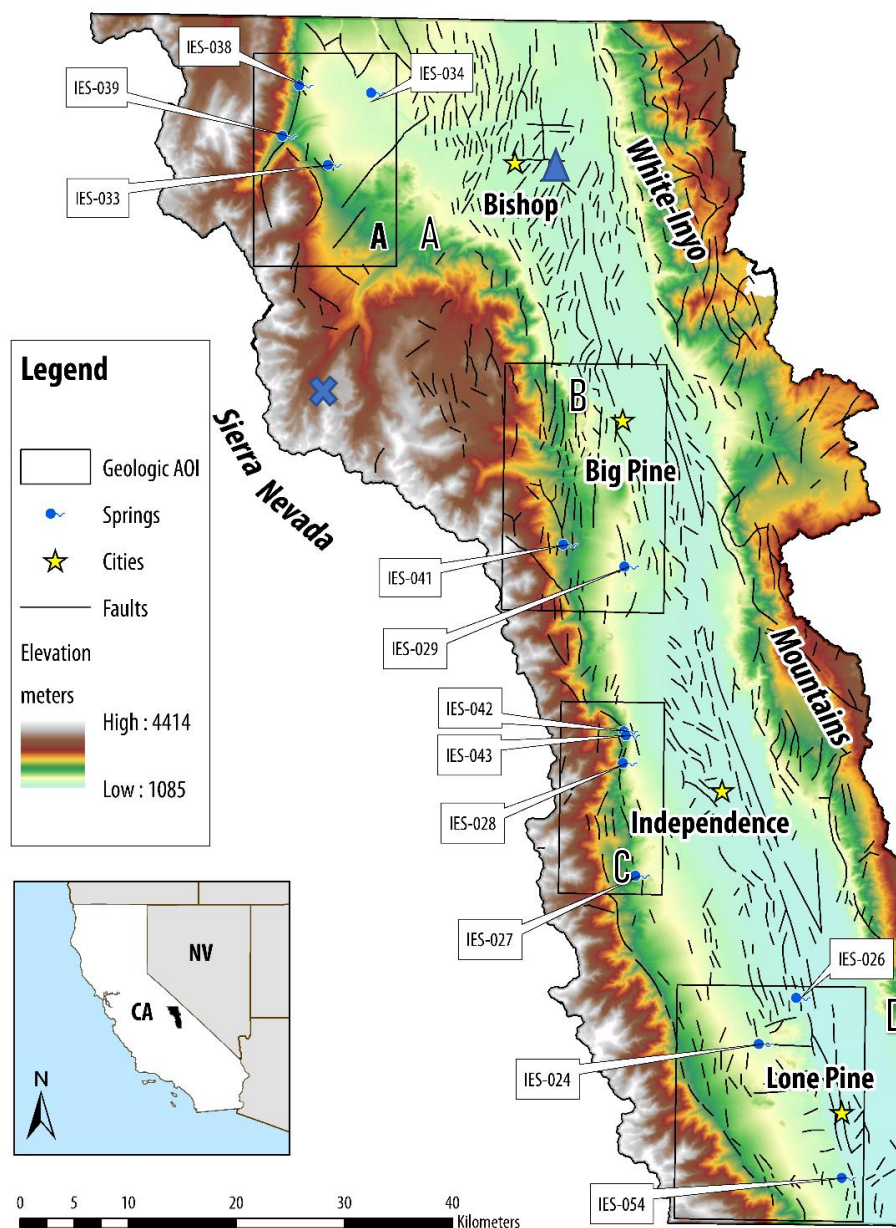 IES-038
IES-034
IES-039
IES-033
White-Inyo
Bishop
A
A
Legend
Geologic AOI
Springs
Cities
Faults
Elevation
meters
High : 4414
Low : 1085
Sierra Nevada
B
Big Pine
IES-041
IES-029
Mountains
IES-042
IES-043
IES-028
Independence
C
IES-027
IES-026
IES-024
Lone Pine
IES-054
NV
CA
N
0 5 10 20 30 40
Kilometers